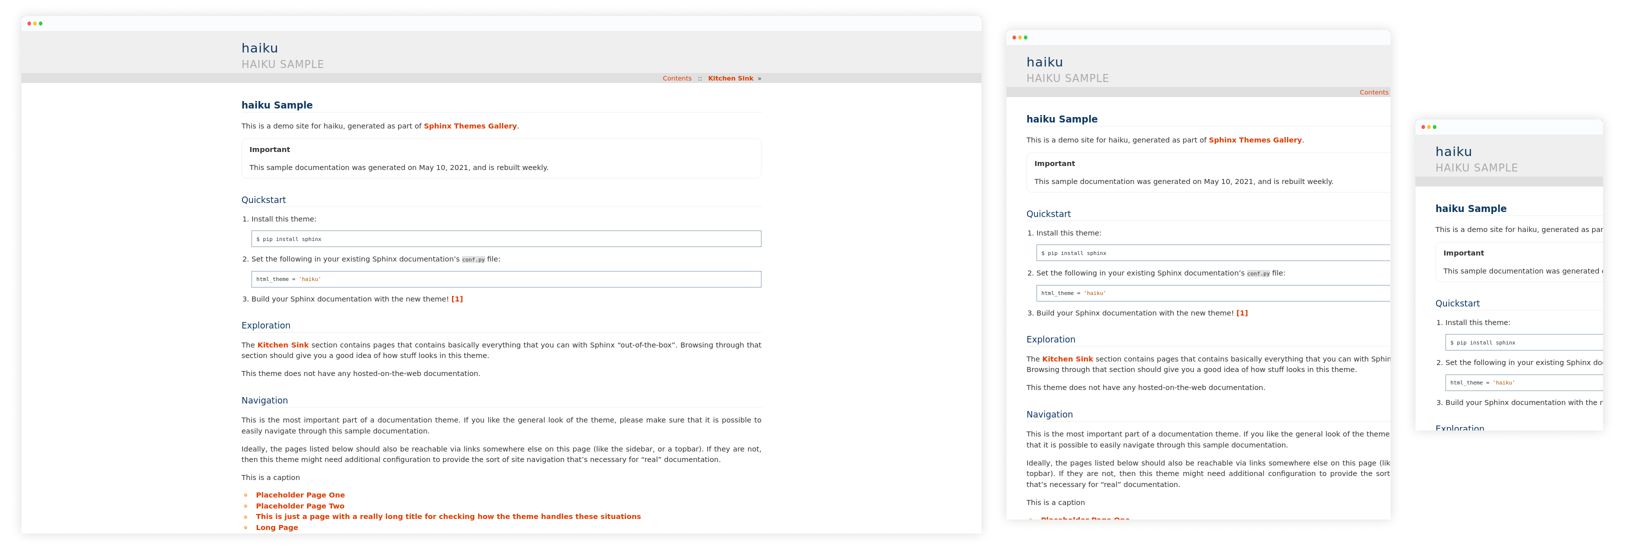 haiku
HAIKU SAMPLE
Contents :: Kitchen Sink »
haiku Sample
This is a demo site for haiku, generated as part of Sphinx Themes Gallery.
Important
This sample documentation was generated on May 10, 2021, and is rebuilt weekly.
Quickstart
1. Install this theme:
$ pip install sphinx
2. Set the following in your existing Sphinx documentation's conf.py file:
html_theme = 'haiku'
3. Build your Sphinx documentation with the new theme! [1]
Exploration
The Kitchen Sink section contains pages that contains basically everything that you can with Sphinx “out-of-the-box”. Browsing through that
section should give you a good idea of how stuff looks in this theme.
This theme does not have any hosted-on-the-web documentation.
Navigation
This is the most important part of a documentation theme. If you like the general look of the theme, please make sure that it is possible to
easily navigate through this sample documentation.
Ideally, the pages listed below should also be reachable via links somewhere else on this page (like the sidebar, or a topbar). If they are not,
then this theme might need additional configuration to provide the sort of site navigation that's necessary for “real” documentation.
This is a caption
Placeholder Page One
Placeholder Page Two
This is just a page with a really long title for checking how the theme handles these situations
Long Page
haiku
HAIKU SAMPLE
Contents
haiku Sample
This is a demo site for haiku, generated as part of Sphinx Themes Gallery.
Important
This sample documentation was generated on May 10, 2021, and is rebuilt weekly.
Quickstart
1. Install this theme:
$ pip install sphinx
2. Set the following in your existing Sphinx documentation's conf.py file:
html_theme = 'haiku'
3. Build your Sphinx documentation with the new theme! [1]
Exploration
The Kitchen Sink section contains pages that contains basically everything that you can with Sphin
Browsing through that section should give you a good idea of how stuff looks in this theme.
This theme does not have any hosted-on-the-web documentation.
Navigation
This is the most important part of a documentation theme. If you like the general look of the theme
that it is possible to easily navigate through this sample documentation.
Ideally, the pages listed below should also be reachable via links somewhere else on this page (lik
topbar). If they are not, then this theme might need additional configuration to provide the sort
that's necessary for “real” documentation.
This is a caption
Placeholder Page One
haiku
HAIKU SAMPLE
haiku Sample
This is a demo site for haiku, generated as par
Important
This sample documentation was generated
Quickstart
1. Install this theme:
$ pip install sphinx
2. Set the following in your existing Sphinx do
html_theme = 'haiku'
3. Build your Sphinx documentation with the
Exploration